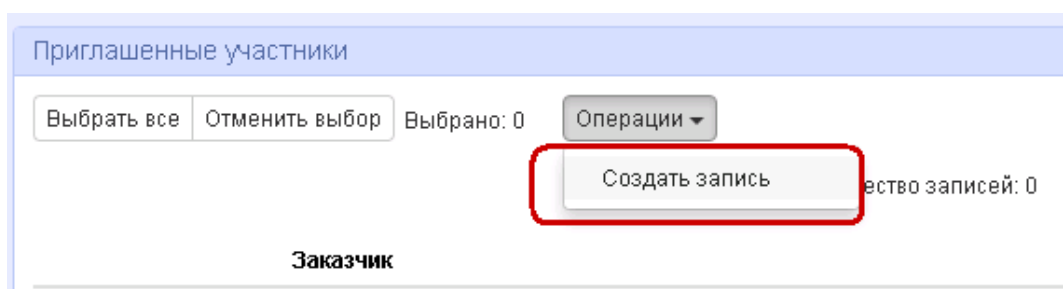 Приглашенные участники
Выбрать все Отменить выбор Выбрано: 0 Операции
Создать запись ество записей: 0
Заказчик